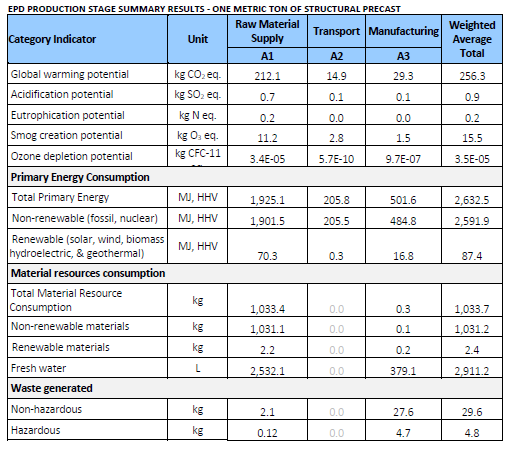 EPD PRODUCTION STAGE SUMMARY RESULTS - ONE METRIC TON OF STRUCTURAL PRECAST
Category Indicator Unit Raw Material Supply Transport Manufacturing Weighted Average Total
A1 A2 A3
Global warming potential kg CO₂ eq. 212.1 14.9 29.3 256.3
Acidification potential kg SO₂ eq. 0.7 0.1 0.1 0.9
Eutrophication potential kg N eq. 0.2 0.0 0.0 0.2
Smog creation potential kg O₃ eq. 11.2 2.8 1.5 15.5
Ozone depletion potential kg CFC-11 3.4E-05 5.7E-10 9.7E-07 3.5E-05
Primary Energy Consumption
Total Primary Energy MJ, HHV 1,925.1 205.8 501.6 2,632.5
Non-renewable (fossil, nuclear) MJ, HHV 1,901.5 205.5 484.8 2,591.9
Renewable (solar, wind, biomass
hydroelectric, & geothermal) MJ, HHV 70.3 0.3 16.8 87.4
Material resources consumption
Total Material Resource
Consumption kg 1,033.4 0.0 0.3 1,033.7
Non-renewable materials kg 1,031.1 0.0 0.1 1,031.2
Renewable materials kg 2.2 0.0 0.2 2.4
Fresh water L 2,532.1 0.0 379.1 2,911.2
Waste generated
Non-hazardous kg 2.1 0.0 27.6 29.6
Hazardous kg 0.12 0.0 4.7 4.8